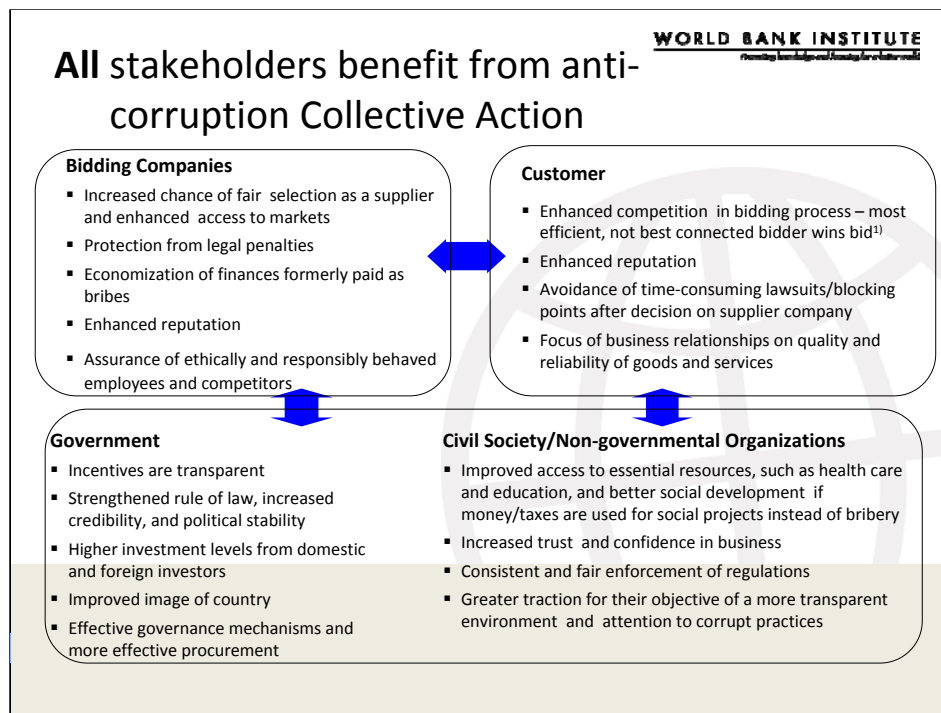 WORLD BANK INSTITUTE
All stakeholders benefit from anti-
corruption Collective Action
Bidding Companies
▪ Increased chance of fair selection as a supplier
and enhanced access to markets
▪ Protection from legal penalties
▪ Economization of finances formerly paid as
bribes
▪ Enhanced reputation
▪ Assurance of ethically and responsibly behaved
employees and competitors
Customer
▪ Enhanced competition in bidding process – most
efficient, not best connected bidder wins bid1)
▪ Enhanced reputation
▪ Avoidance of time-consuming lawsuits/blocking
points after decision on supplier company
▪ Focus of business relationships on quality and
reliability of goods and services
Government
▪ Incentives are transparent
▪ Strengthened rule of law, increased
credibility, and political stability
▪ Higher investment levels from domestic
and foreign investors
▪ Improved image of country
▪ Effective governance mechanisms and
more effective procurement
Civil Society/Non-governmental Organizations
▪ Improved access to essential resources, such as health care
and education, and better social development if
money/taxes are used for social projects instead of bribery
▪ Increased trust and confidence in business
▪ Consistent and fair enforcement of regulations
▪ Greater traction for their objective of a more transparent
environment and attention to corrupt practices